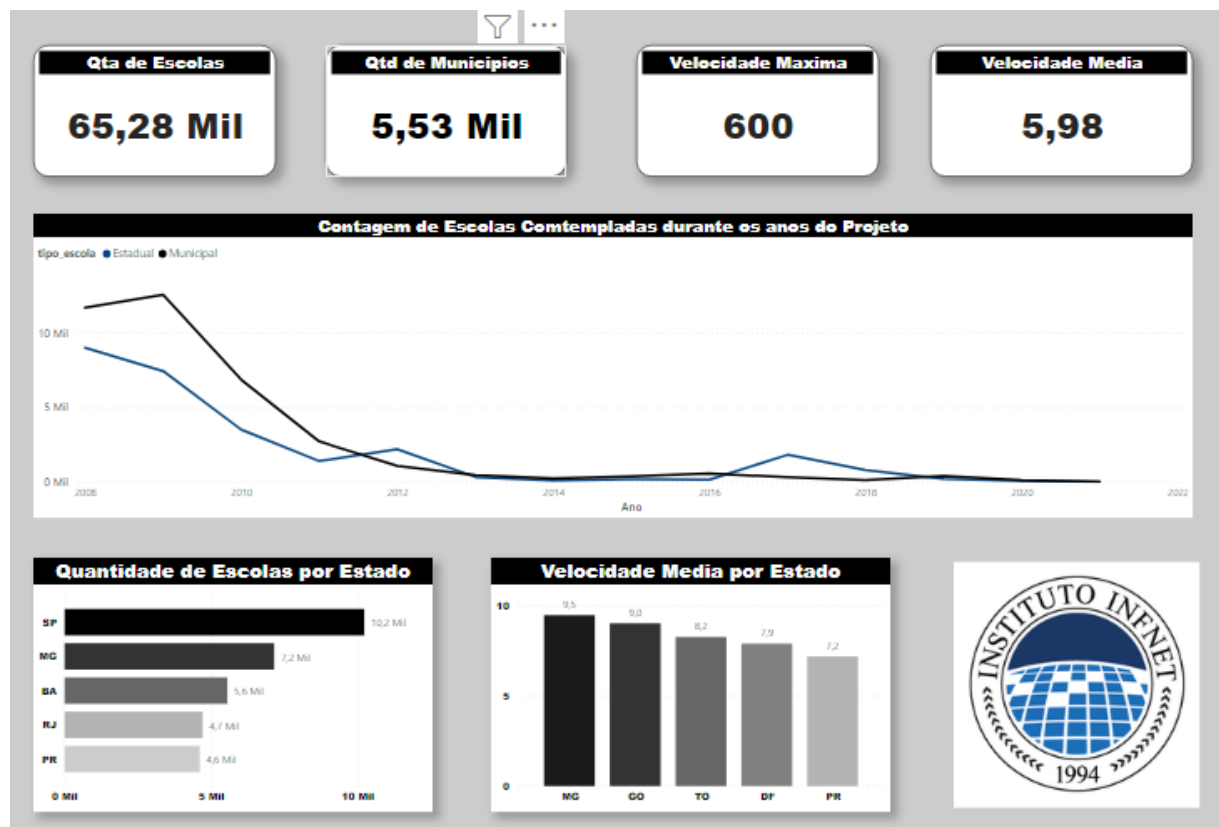 Qta de Escolas
65,28 Mil
Qtd de Municipios
5,53 Mil
Velocidade Maxima
600
Velocidade Media
5,98
Contagem de Escolas Comtempladas durante os anos do Projeto
tipo_escola Estadual Municipal
10 Mil
5 Mil
0 Mil
2008 2010 2012 2014 2016 2018 2020 2022
Ano
Quantidade de Escolas por Estado
SP 10,2 Mil
MG 7,2 Mil
BA 5,6 Mil
RJ 4,7 Mil
PR 4,6 Mil
0 Mil 5 Mil 10 Mil
Velocidade Media por Estado
10
5
0
9,5 9,0 8,2 7,9 7,2
MG GO TO DF PR
INSTITUTO INFNET
1994